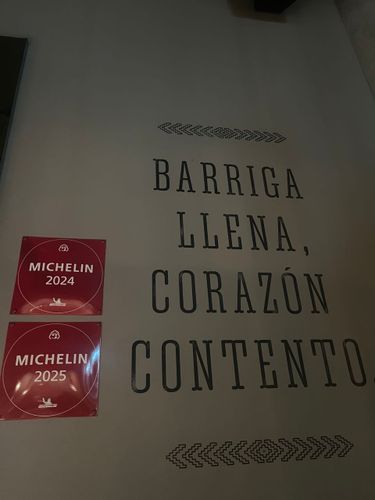 BARRIGA
LLENA,
CORAZÓN
CONTENTO.
MICHELIN
2024
MICHELIN
2025